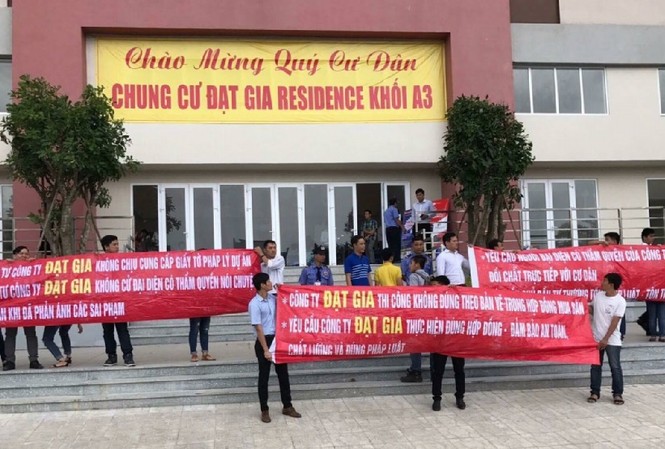 Chào Mừng Quý Cư Dân
CHUNG CƯ ĐẠT GIA RESIDENCE KHỐI A3
TƯ CÔNG TY ĐẠT GIA KHÔNG CHỊU CUNG CẤP GIẤY TỜ PHÁP LÝ DỰ ÁN
TƯ CÔNG TY ĐẠT GIA KHÔNG CỬ ĐẠI DIỆN CÓ THẨM QUYỀN NÓI CHUYỆN
KHI ĐÃ PHẢN ÁNH CÁC SAI PHẠM
* CÔNG TY ĐẠT GIA THI CÔNG KHÔNG ĐÚNG THEO BẢN VẼ TRONG HỢP ĐỒNG MUA BÁN
* YÊU CẦU CÔNG TY ĐẠT GIA THỰC HIỆN ĐÚNG HỢP ĐỒNG - ĐẢM BẢO AN TOÀN,
CHẤT LƯỢNG VÀ ĐÚNG PHÁP LUẬT
YÊU CẦU NGƯỜI ĐẠI DIỆN CÓ THẨM QUYỀN CỦA CÔNG
ĐỐI CHẤT TRỰC TIẾP VỚI CƯ DÂN